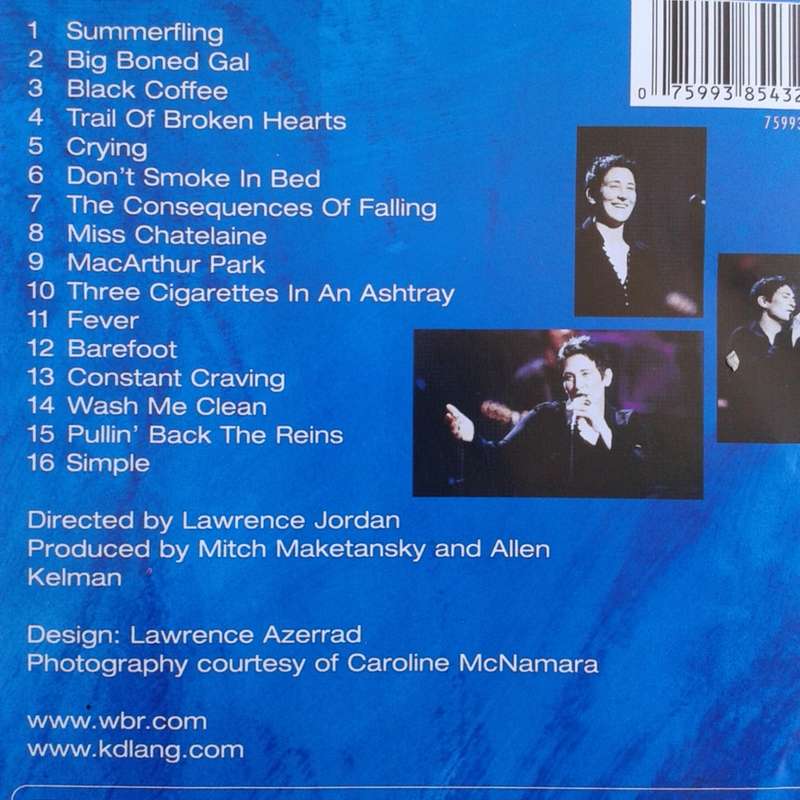 1 Summerfling
2 Big Boned Gal
3 Black Coffee
4 Trail Of Broken Hearts
5 Crying
6 Don't Smoke In Bed
7 The Consequences Of Falling
8 Miss Chatelaine
9 MacArthur Park
10 Three Cigarettes In An Ashtray
11 Fever
12 Barefoot
13 Constant Craving
14 Wash Me Clean
15 Pullin' Back The Reins
16 Simple
Directed by Lawrence Jordan
Produced by Mitch Maketansky and Allen
Kelman
Design: Lawrence Azerrad
Photography courtesy of Caroline McNamara
www.wbr.com
www.kdlang.com
0 75993 85432
7599